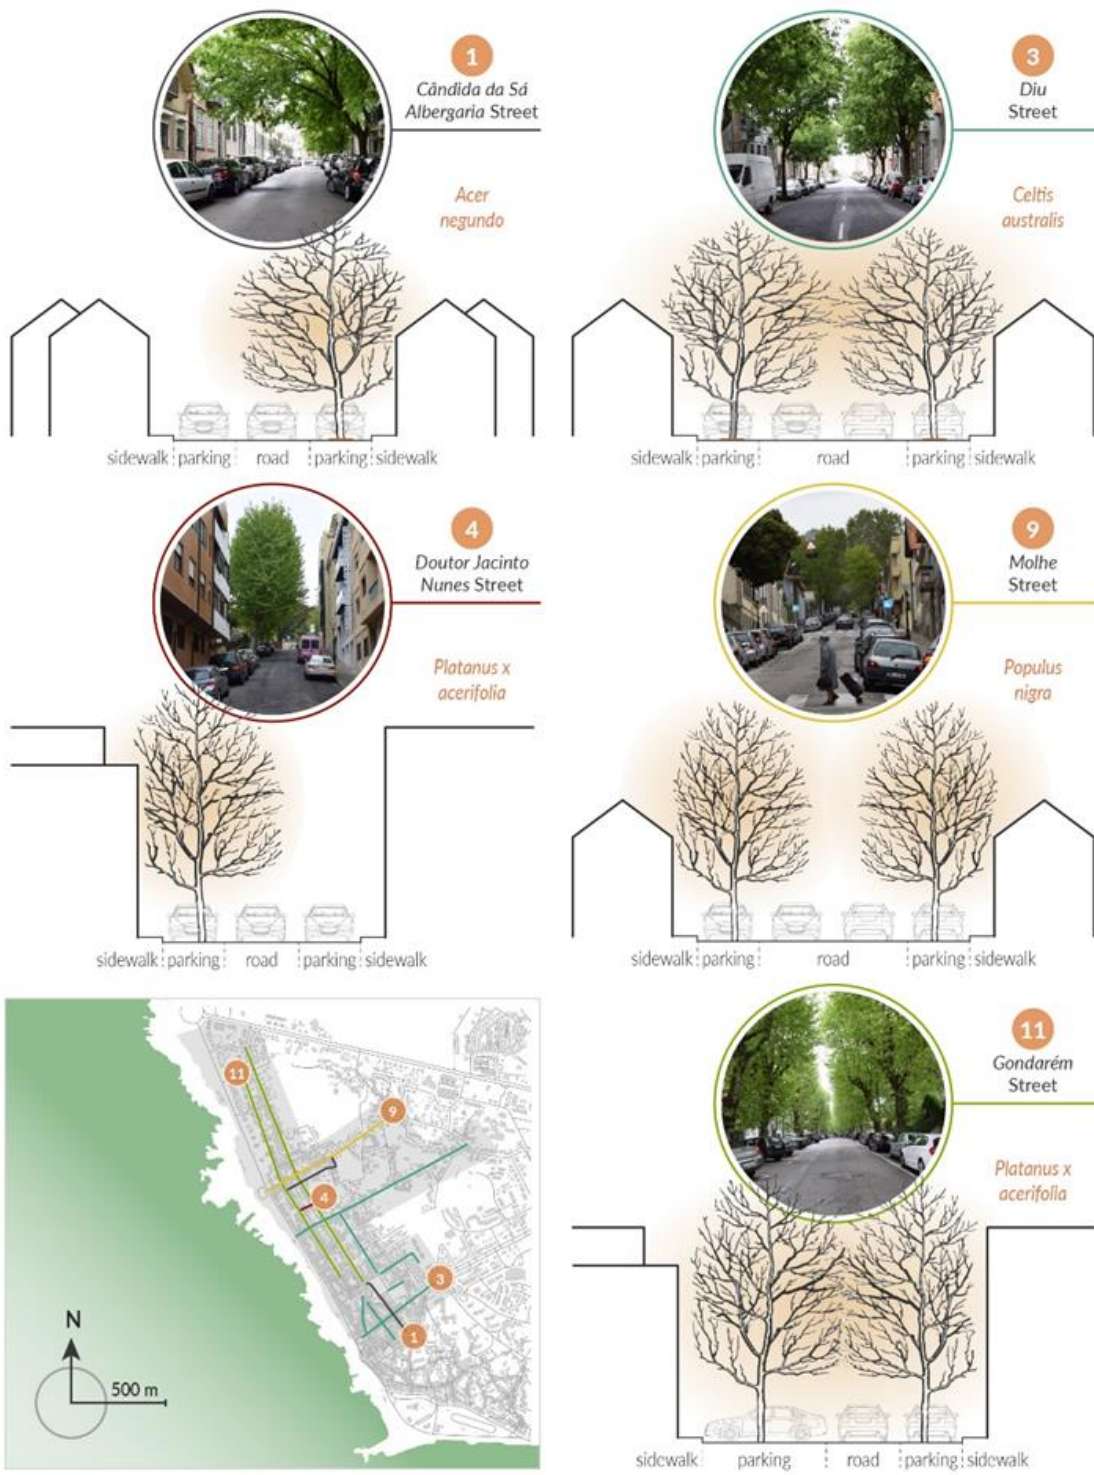 1
Cândida da Sá
Albergaria Street
Acer
negundo
sidewalk parking road parking sidewalk
3
Diu
Street
Celtis
australis
sidewalk parking road parking sidewalk
4
Doutor Jacinto
Nunes Street
Platanus x
acerifolia
sidewalk parking road parking sidewalk
9
Molhe
Street
Populus
nigra
sidewalk parking road parking sidewalk
11
9
4
3
1
N
500 m
11
Gondarém
Street
Platanus x
acerifolia
sidewalk parking road parking sidewalk